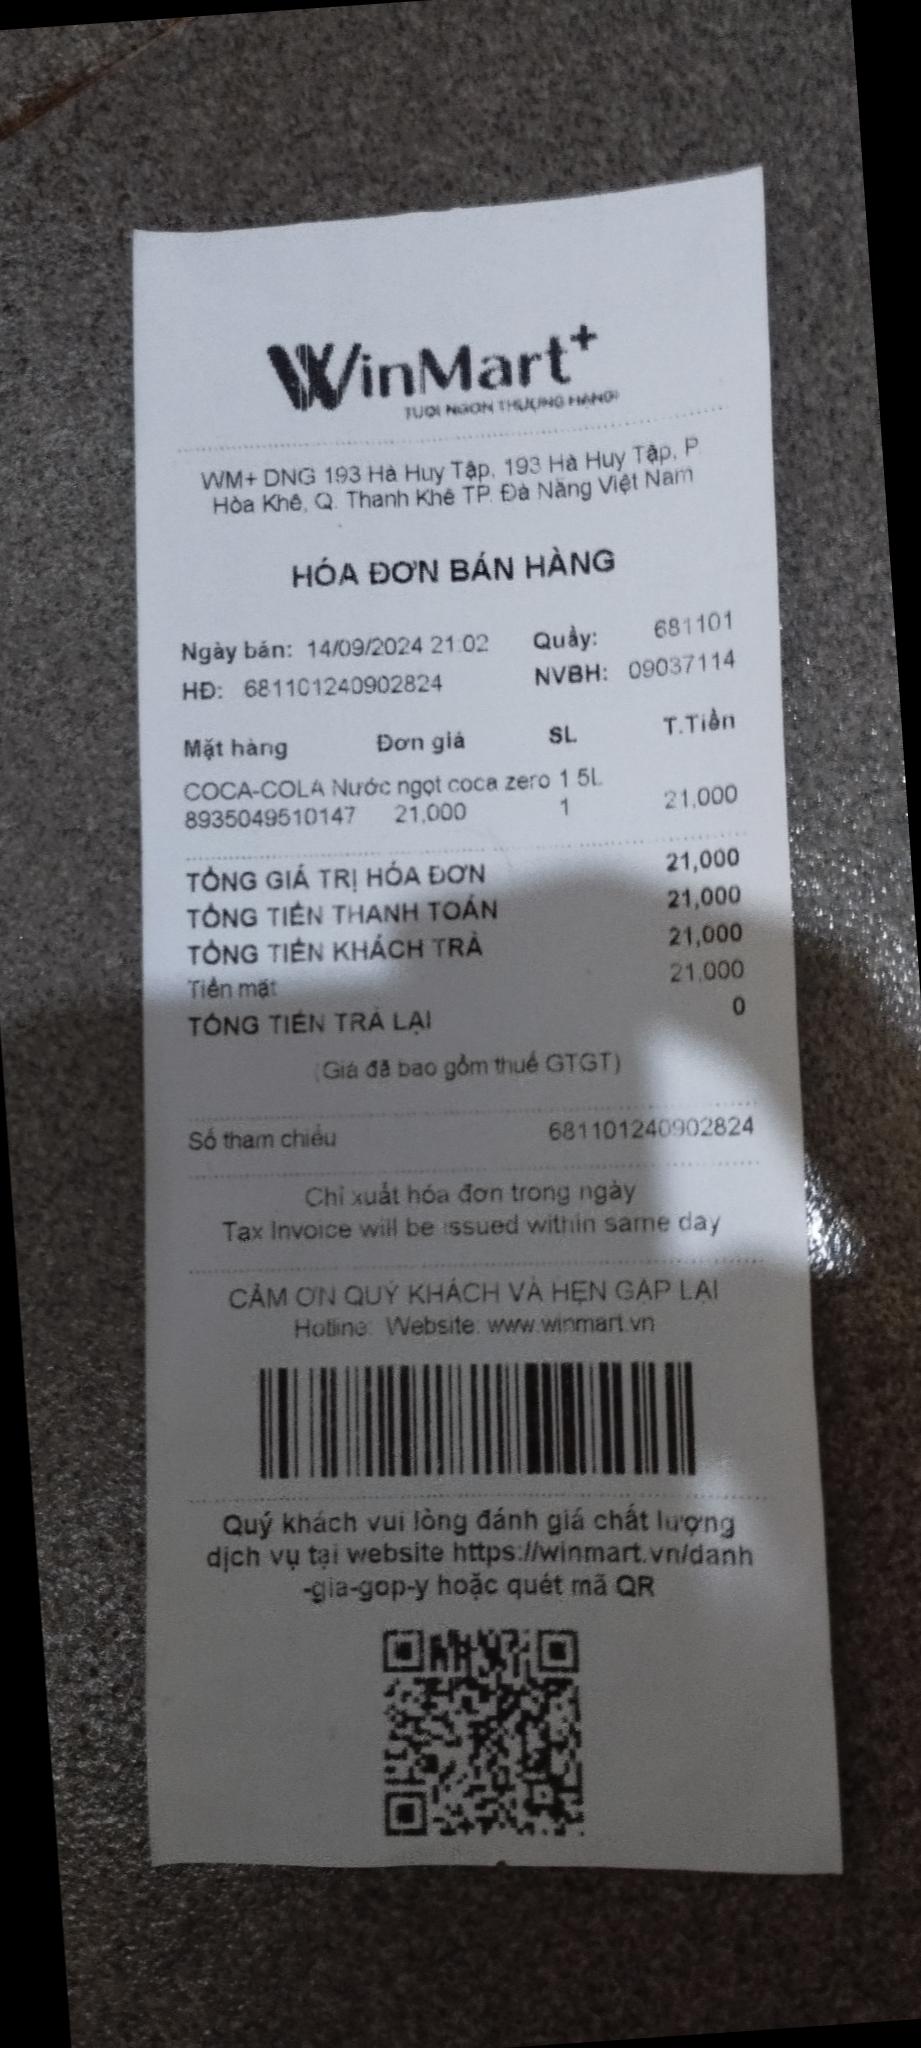 WinMart+
TƯƠI NGON THƯỢNG HẠNG!
WM+ DNG 193 Hà Huy Tập, 193 Hà Huy Tập, P.
Hòa Khê, Q. Thanh Khê TP. Đà Nẵng Việt Nam
HÓA ĐƠN BÁN HÀNG
Ngày bán: 14/09/2024 21:02 Quầy: 681101
HĐ: 681101240902824 NVBH: 09037114
Mặt hàng Đơn giá SL T.Tiền
COCA-COLA Nước ngọt coca zero 1.5L
8935049510147 21,000 1 21,000
TỔNG GIÁ TRỊ HÓA ĐƠN 21,000
TỔNG TIỀN THANH TOÁN 21,000
TỔNG TIỀN KHÁCH TRẢ 21,000
Tiền mặt 21,000
TỔNG TIỀN TRẢ LẠI 0
(Giá đã bao gồm thuế GTGT)
Số tham chiếu 681101240902824
Chỉ xuất hóa đơn trong ngày
Tax Invoice will be issued within same day
CẢM ƠN QUÝ KHÁCH VÀ HẸN GẶP LẠI
Hotline: Website: www.winmart.vn
Quý khách vui lòng đánh giá chất lượng
dịch vụ tại website https://winmart.vn/danh
-gia-gop-y hoặc quét mã QR